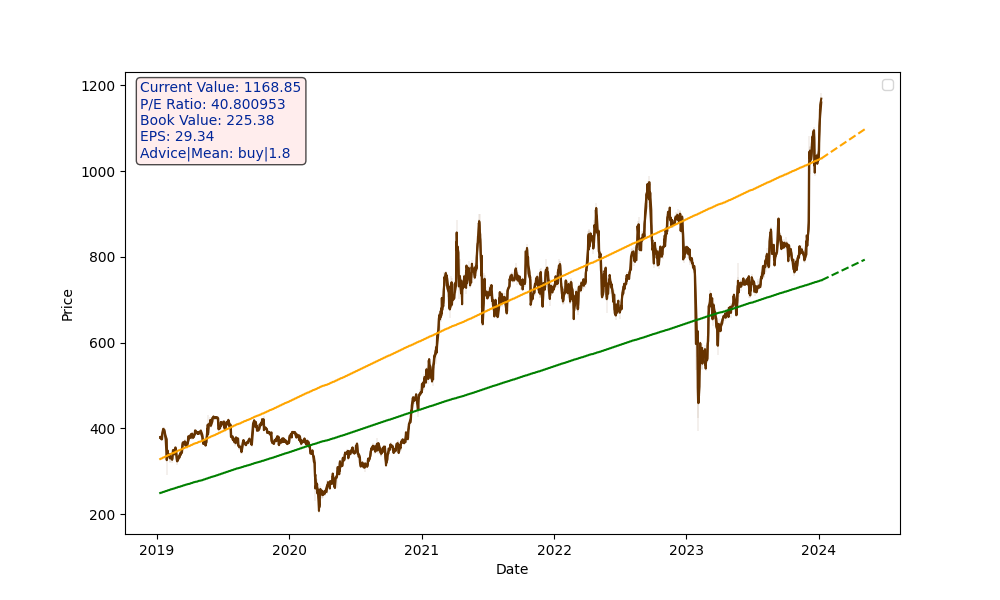 Current Value: 1168.85
P/E Ratio: 40.800953
Book Value: 225.38
EPS: 29.34
Advice|Mean: buy|1.8
1200
1000
800
600
400
200
Price
2019 2020 2021 2022 2023 2024
Date